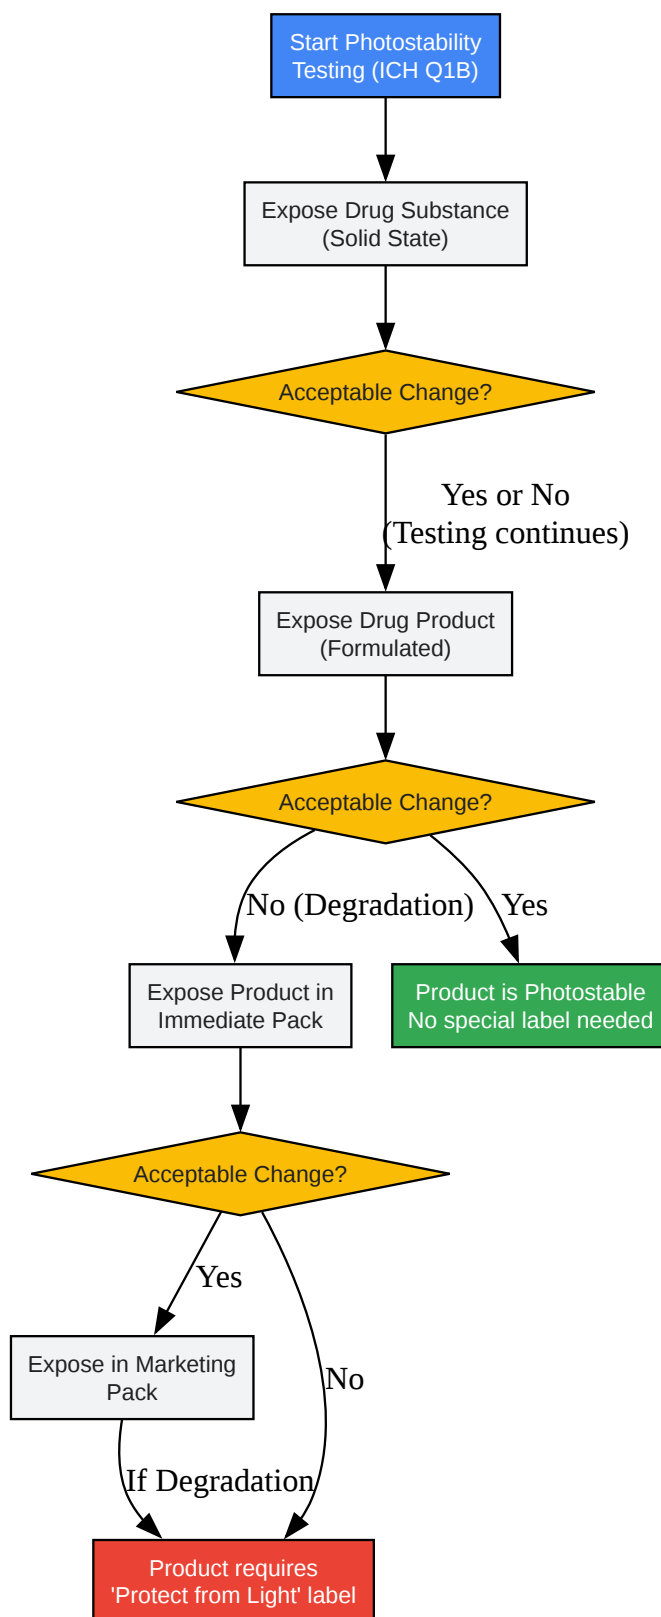 Start Photostability
Testing (ICH Q1B)
Expose Drug Substance
(Solid State)
Acceptable Change?
Yes or No
(Testing continues)
Expose Drug Product
(Formulated)
Acceptable Change?
No (Degradation)
Yes
Expose Product in
Immediate Pack
Product is Photostable
No special label needed
Acceptable Change?
Yes
Expose in Marketing
Pack
No
If Degradation
Product requires
'Protect from Light' label